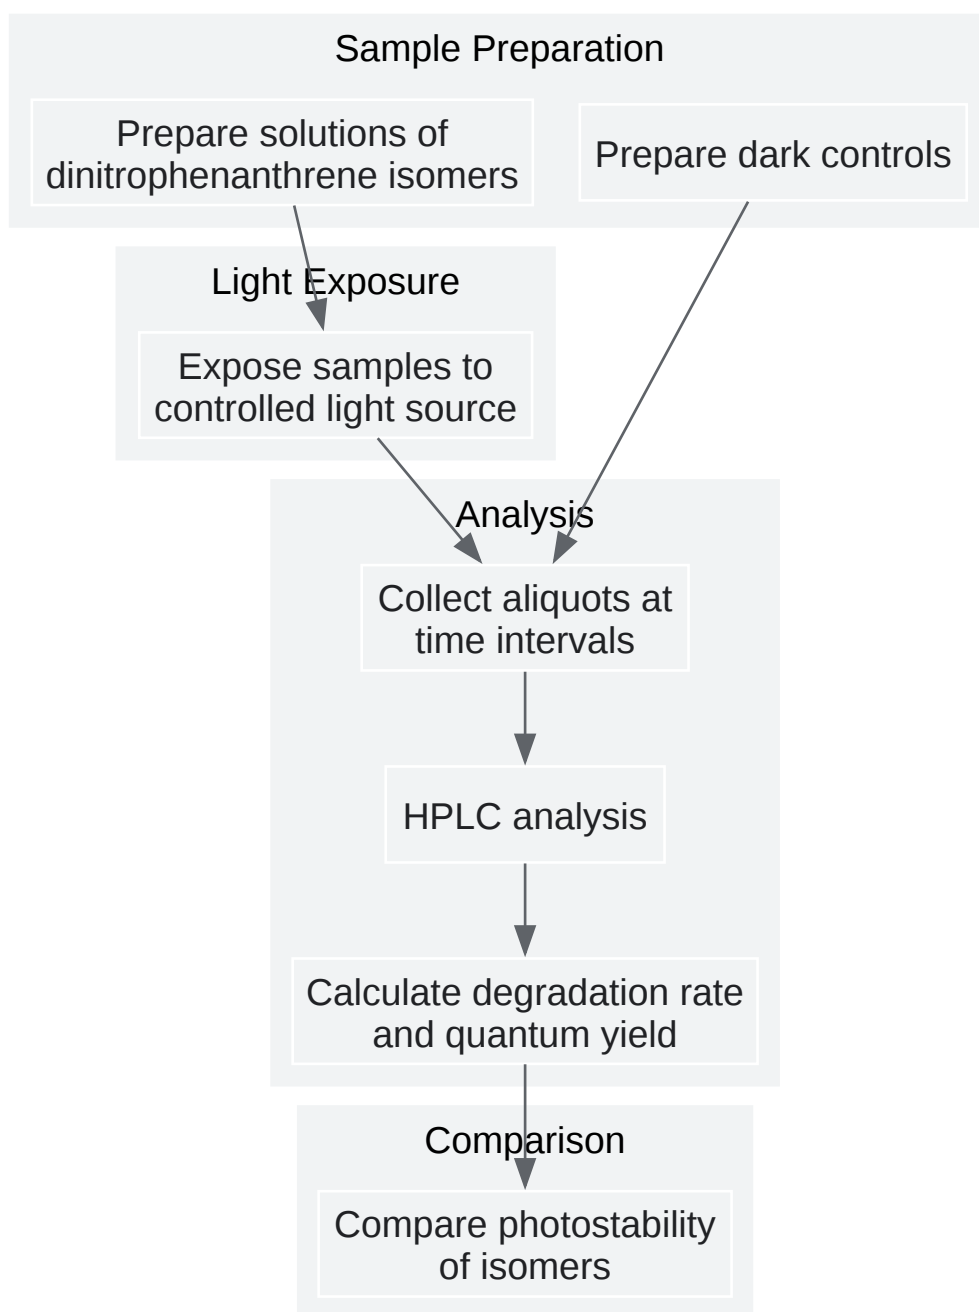 Sample Preparation
Prepare solutions of
dinitrophenanthrene isomers
Prepare dark controls
Light Exposure
Expose samples to
controlled light source
Analysis
Collect aliquots at
time intervals
HPLC analysis
Calculate degradation rate
and quantum yield
Comparison
Compare photostability
of isomers